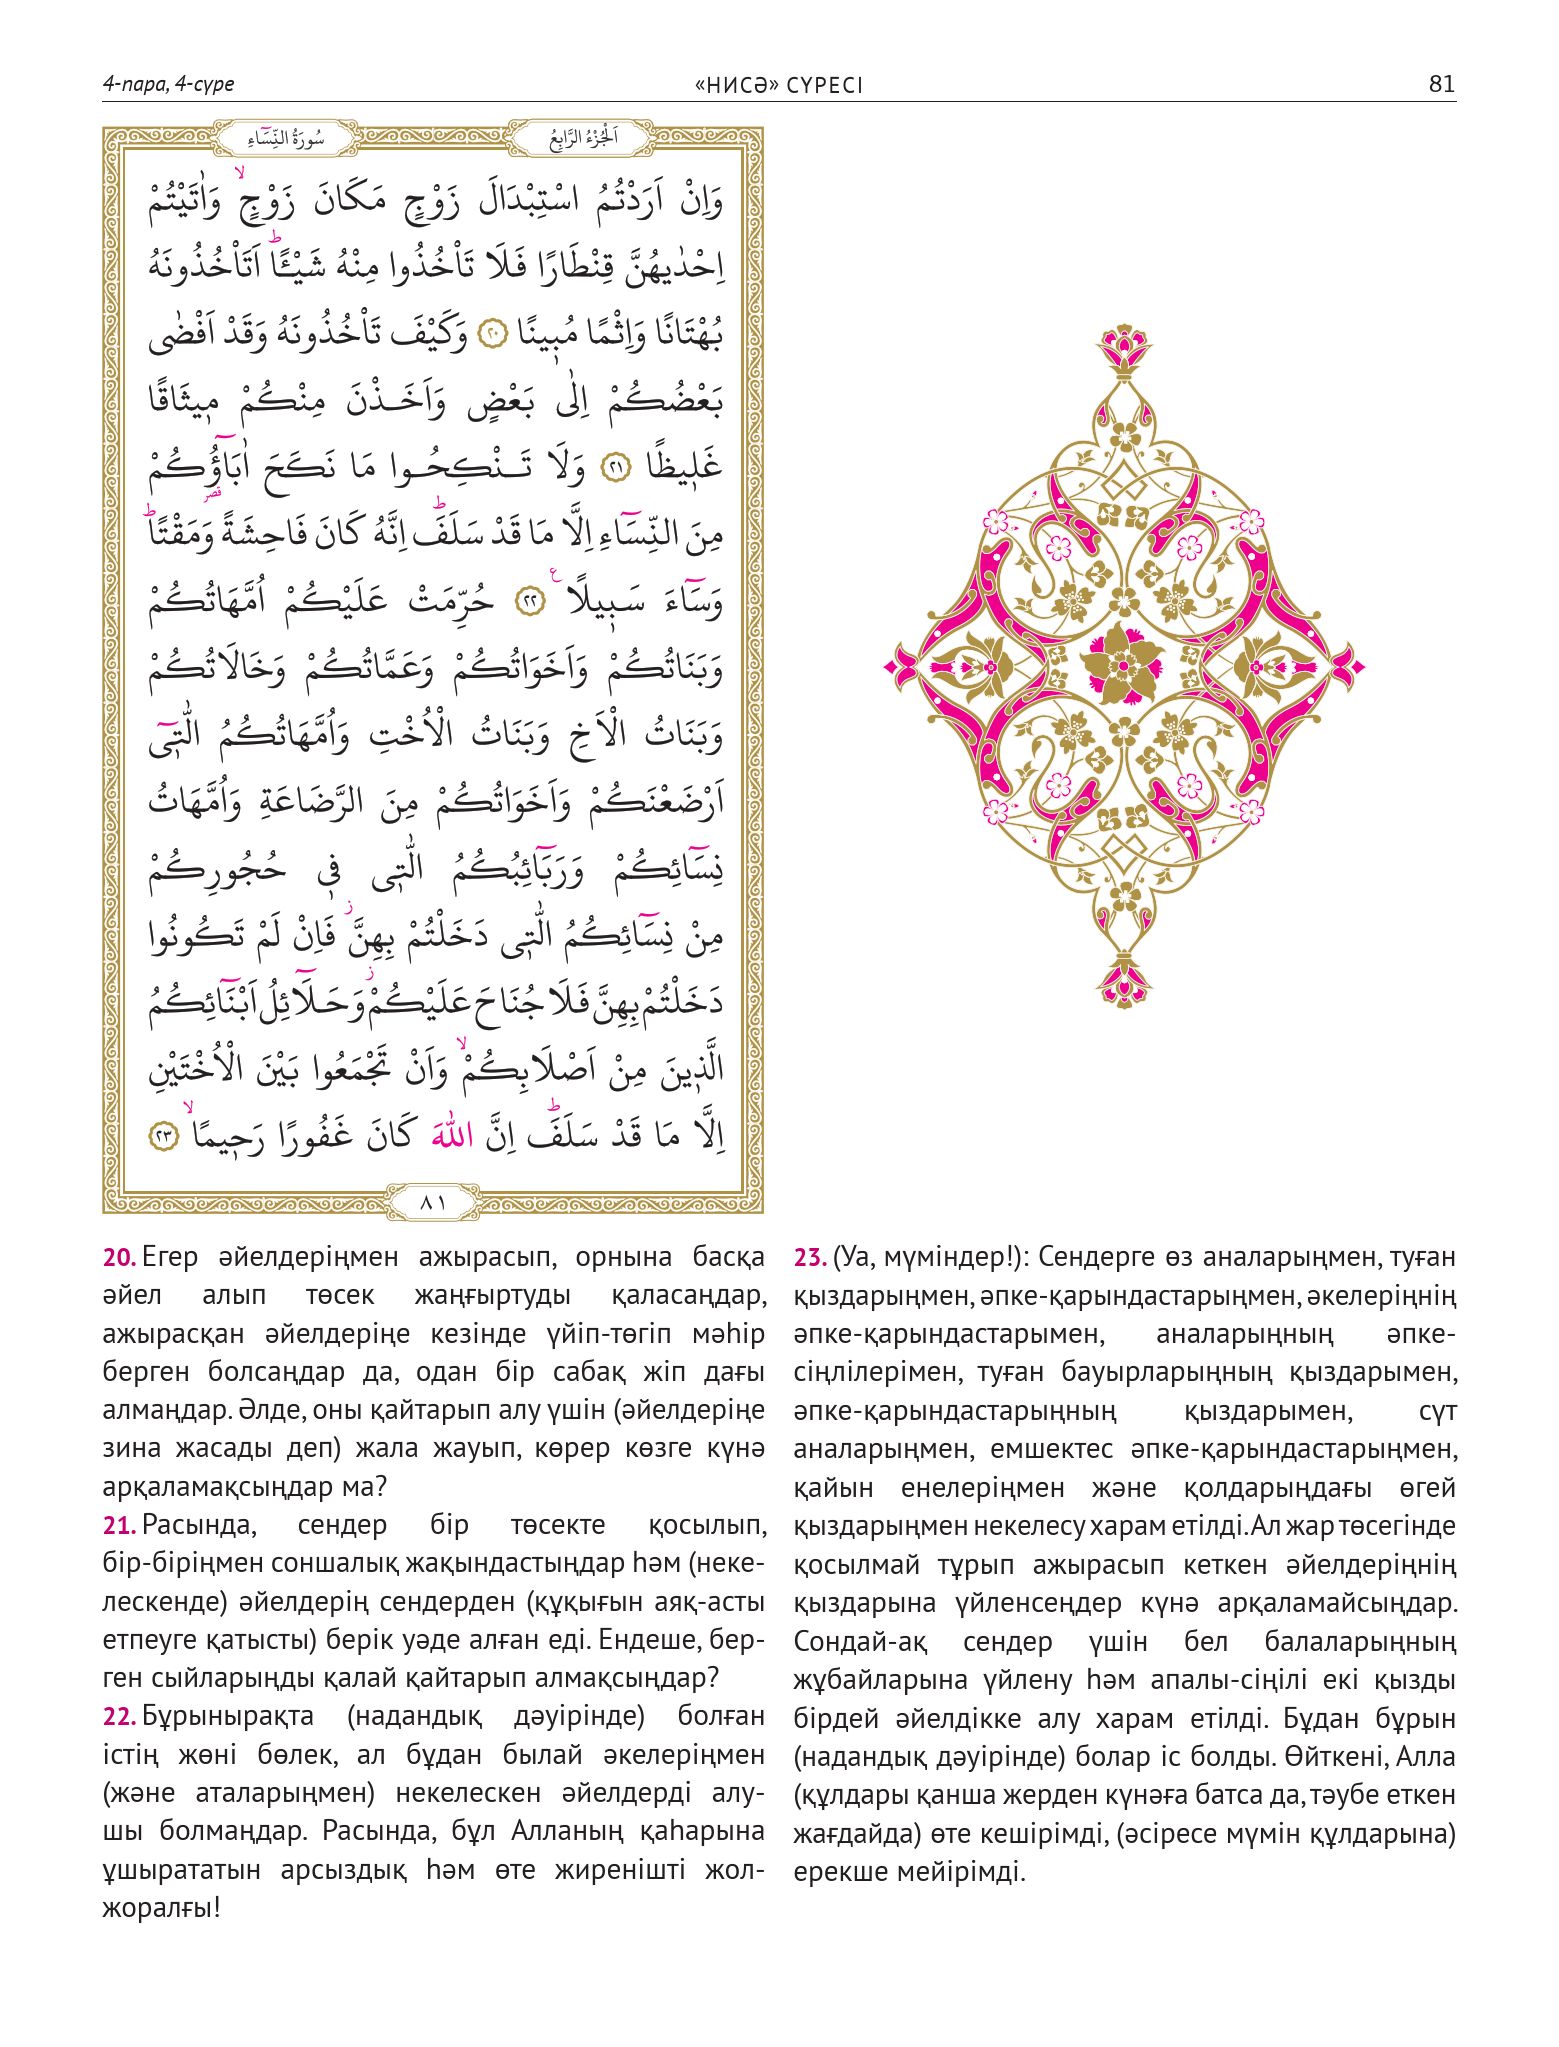 4-пара, 4-сүре
«НИСӘ» СҮРЕСІ
81
اَلْجُزْءُ الرَّابِعُ
سُورَةُ النِّسَٓاءِ
وَاِنْ اَرَدْتُمُ اسْتِبْدَالَ زَوْجٍ مَكَانَ زَوْجٍۙ وَاٰتَيْتُمْ
اِحْدٰيهُنَّ قِنْطَارًا فَلَا تَأْخُذُوا مِنْهُ شَيْـًٔاۜ اَتَأْخُذُونَهُ
بُهْتَانًا وَاِثْمًا مُب۪ينًا ﴿٢٠﴾ وَكَيْفَ تَأْخُذُونَهُ وَقَدْ اَفْضٰى
بَعْضُكُمْ اِلٰى بَعْضٍ وَاَخَذْنَ مِنْكُمْ م۪يثَاقًا
غَل۪يظًا ﴿٢١﴾ وَلَا تَنْكِحُوا مَا نَكَحَ اٰبَٓاؤُ۬كُمْ
مِنَ النِّسَٓاءِ اِلَّا مَا قَدْ سَلَفَۜ اِنَّهُ كَانَ فَاحِشَةً وَمَقْتًاۜ
وَسَٓاءَ سَب۪يلًا۟ ﴿٢٢﴾ حُرِّمَتْ عَلَيْكُمْ اُمَّهَاتُكُمْ
وَبَنَاتُكُمْ وَاَخَوَاتُكُمْ وَعَمَّاتُكُمْ وَخَالَاتُكُمْ
وَبَنَاتُ الْاَخِ وَبَنَاتُ الْاُخْتِ وَاُمَّهَاتُكُمُ الّٰت۪ٓي
اَرْضَعْنَكُمْ وَاَخَوَاتُكُمْ مِنَ الرَّضَاعَةِ وَاُمَّهَاتُ
نِسَٓائِكُمْ وَرَبَٓائِبُكُمُ الّٰت۪ي ف۪ي حُجُورِكُمْ
مِنْ نِسَٓائِكُمُ الّٰت۪ي دَخَلْتُمْ بِهِنَّۘ فَاِنْ لَمْ تَكُونُوا
دَخَلْتُمْ بِهِنَّ فَلَا جُنَاحَ عَلَيْكُمْۘ وَحَلَٓائِلُ اَبْنَٓائِكُمُ
الَّذ۪ينَ مِنْ اَصْلَابِكُمْۙ وَاَنْ تَجْمَعُوا بَيْنَ الْاُخْتَيْنِ
اِلَّا مَا قَدْ سَلَفَۜ اِنَّ اللّٰهَ كَانَ غَفُورًا رَح۪يمًاۙ ﴿٢٣﴾
٨١
20. Егер әйелдеріңмен ажырасып, орнына басқа
әйел алып төсек жаңғыртуды қаласаңдар,
ажырасқан әйелдеріңе кезінде үйіп-төгіп мәһір
берген болсаңдар да, одан бір сабақ жіп дағы
алмаңдар. Әлде, оны қайтарып алу үшін (әйелдеріңе
зина жасады деп) жала жауып, көрер көзге күнә
арқаламақсыңдар ма?
21. Расында, сендер бір төсекте қосылып,
бір-біріңмен соншалық жақындастыңдар һәм (неке-
лескенде) әйелдерің сендерден (құқығын аяқ-асты
етпеуге қатысты) берік уәде алған еді. Ендеше, бер-
ген сыйларыңды қалай қайтарып алмақсыңдар?
22. Бұрынырақта (надандық дәуірінде) болған
істің жөні бөлек, ал бұдан былай әкелеріңмен
(және аталарыңмен) некелескен әйелдерді алу-
шы болмаңдар. Расында, бұл Алланың қаһарына
ұшырататын арсыздық һәм өте жиренішті жол-
жоралғы!
23. (Уа, мүміндер!): Сендерге өз аналарыңмен, туған
қыздарыңмен, әпке-қарындастарыңмен, әкелеріңнің
әпке-қарындастарымен, аналарыңның әпке-
сіңлілерімен, туған бауырларыңның қыздарымен,
әпке-қарындастарыңның қыздарымен, сүт
аналарыңмен, емшектес әпке-қарындастарыңмен,
қайын енелеріңмен және қолдарыңдағы өгей
қыздарыңмен некелесу харам етілді. Ал жар төсегінде
қосылмай тұрып ажырасып кеткен әйелдеріңнің
қыздарына үйленсеңдер күнә арқаламайсыңдар.
Сондай-ақ сендер үшін бел балаларыңның
жұбайларына үйлену һәм апалы-сіңілі екі қызды
бірдей әйелдікке алу харам етілді. Бұдан бұрын
(надандық дәуірінде) болар іс болды. Өйткені, Алла
(құлдары қанша жерден күнәға батса да, тәубе еткен
жағдайда) өте кешірімді, (әсіресе мүмін құлдарына)
ерекше мейірімді.